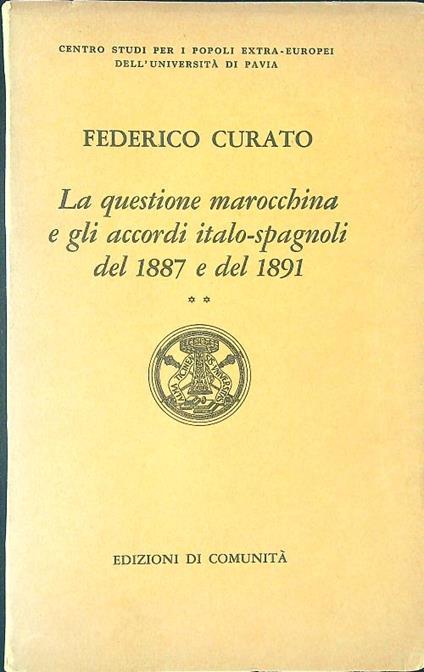 CENTRO STUDI PER I POPOLI EXTRA-EUROPEI
DELL'UNIVERSITÀ DI PAVIA
FEDERICO CURATO
La questione marocchina
e gli accordi italo-spagnoli
del 1887 e del 1891
✡ ✡
EDIZIONI DI COMUNITÀ